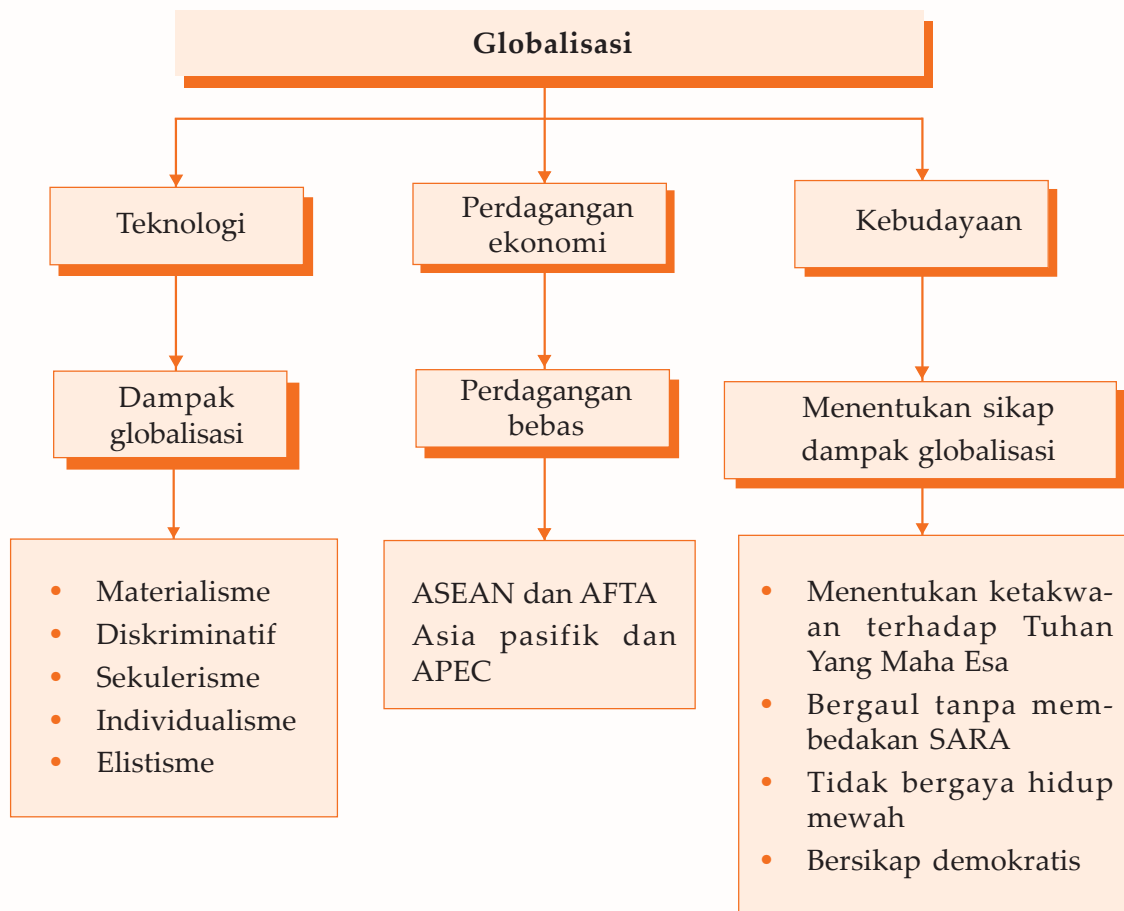 Globalisasi
Teknologi
Perdagangan
ekonomi
Kebudayaan
Dampak
globalisasi
Perdagangan
bebas
Menentukan sikap
dampak globalisasi
• Materialisme
• Diskriminatif
• Sekulerisme
• Individualisme
• Elistisme
ASEAN dan AFTA
Asia pasifik dan
APEC
• Menentukan ketakwa-
an terhadap Tuhan
Yang Maha Esa
• Bergaul tanpa mem-
bedakan SARA
• Tidak bergaya hidup
mewah
• Bersikap demokratis